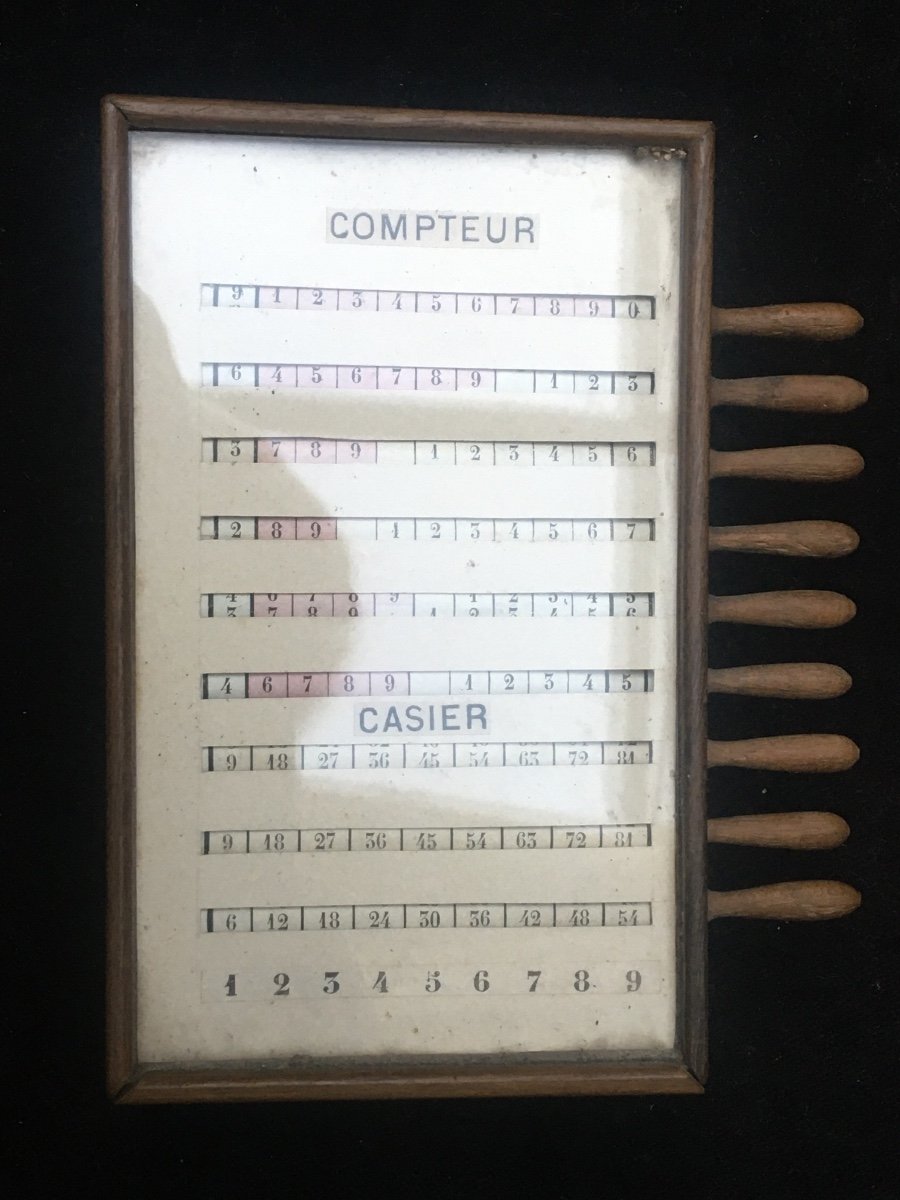 COMPTEUR
9 1 2 3 4 5 6 7 8 9 0
6 4 5 6 7 8 9 1 2 3
3 7 8 9 1 2 3 4 5 6
2 8 9 1 2 3 4 5 6 7
4 6 7 8 9 1 2 3 4 5
CASIER
9 18 27 36 45 54 63 72 81
9 18 27 36 45 54 63 72 81
6 12 18 24 30 36 42 48 54
1 2 3 4 5 6 7 8 9